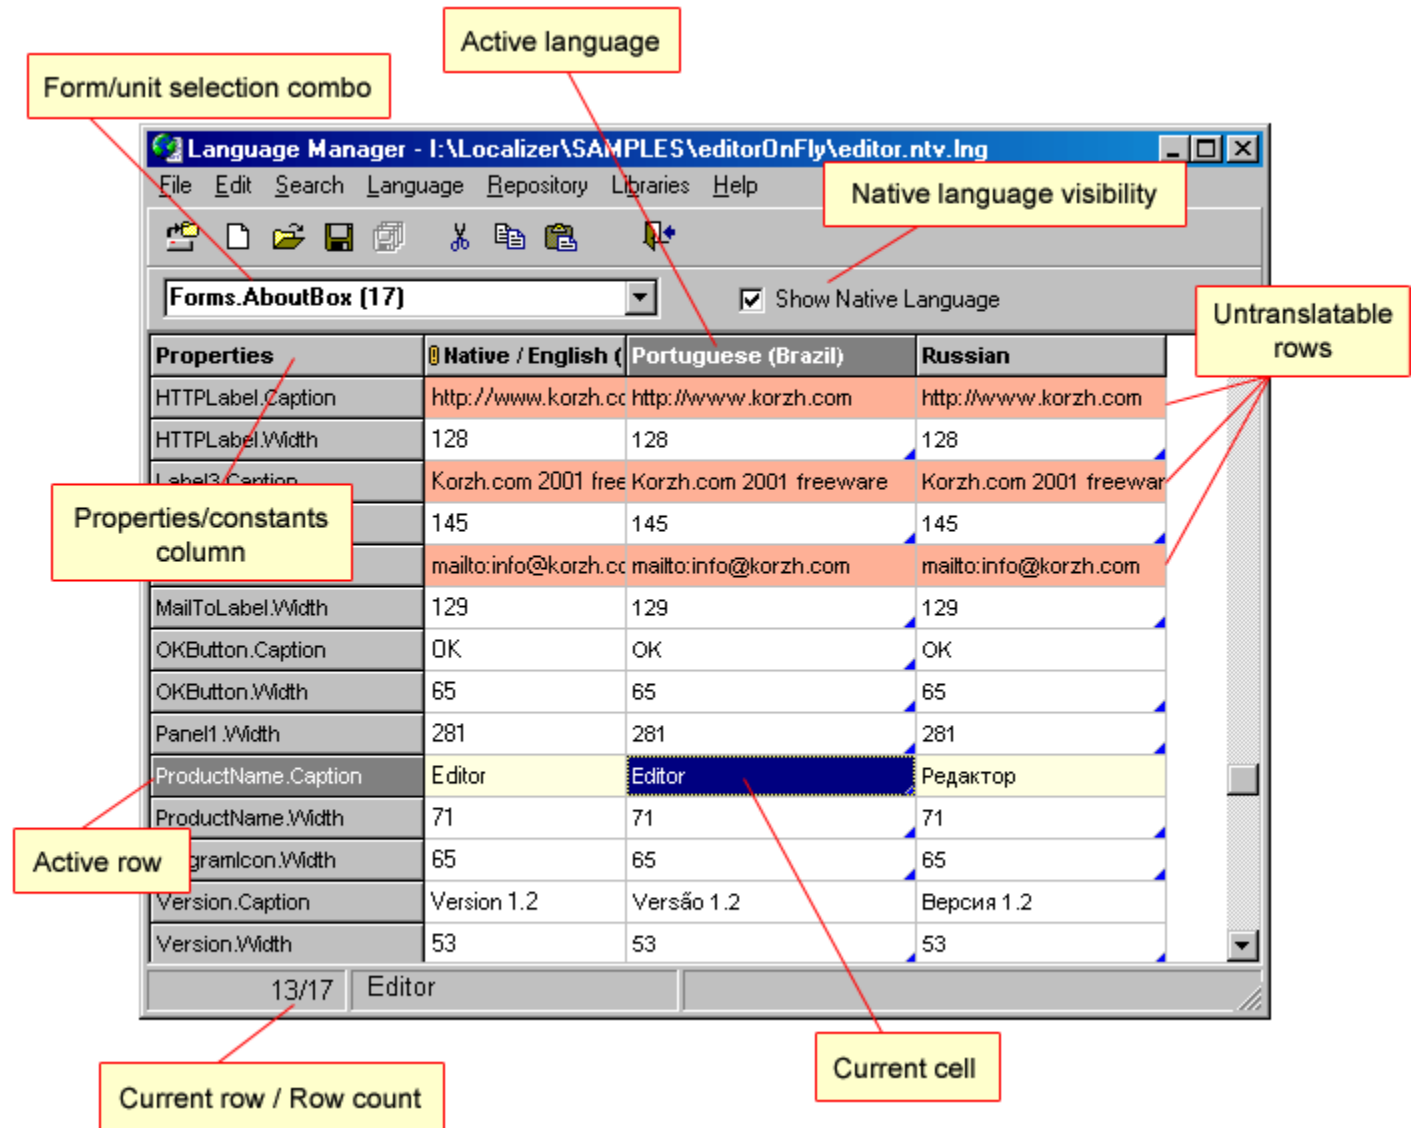 Active language
Form/unit selection combo
Language Manager - I:\Localizer\SAMPLES\editorOnFly\editor.ntv.lng
File Edit Search Language Repository Libraries Help
Native language visibility
Forms.AboutBox (17)
Show Native Language
Untranslatable
rows
Properties Native / English ( Portuguese (Brazil) Russian
HTTPLabel.Caption http://www.korzh.cc http://www.korzh.com http://www.korzh.com
HTTPLabel.Width 128 128 128
Label3.Caption Korzh.com 2001 free Korzh.com 2001 freeware Korzh.com 2001 freewar
Properties/constants
column
145 145 145
mailto:info@korzh.cc mailto:info@korzh.com mailto:info@korzh.com
MailToLabel.Width 129 129 129
OKButton.Caption OK OK OK
OKButton.Width 65 65 65
Panel1.Width 281 281 281
ProductName.Caption Editor Editor Редактор
ProductName.Width 71 71 71
Active row
gramIcon.Width 65 65 65
Version.Caption Version 1.2 Versão 1.2 Версия 1.2
Version.Width 53 53 53
13/17 Editor
Current cell
Current row / Row count